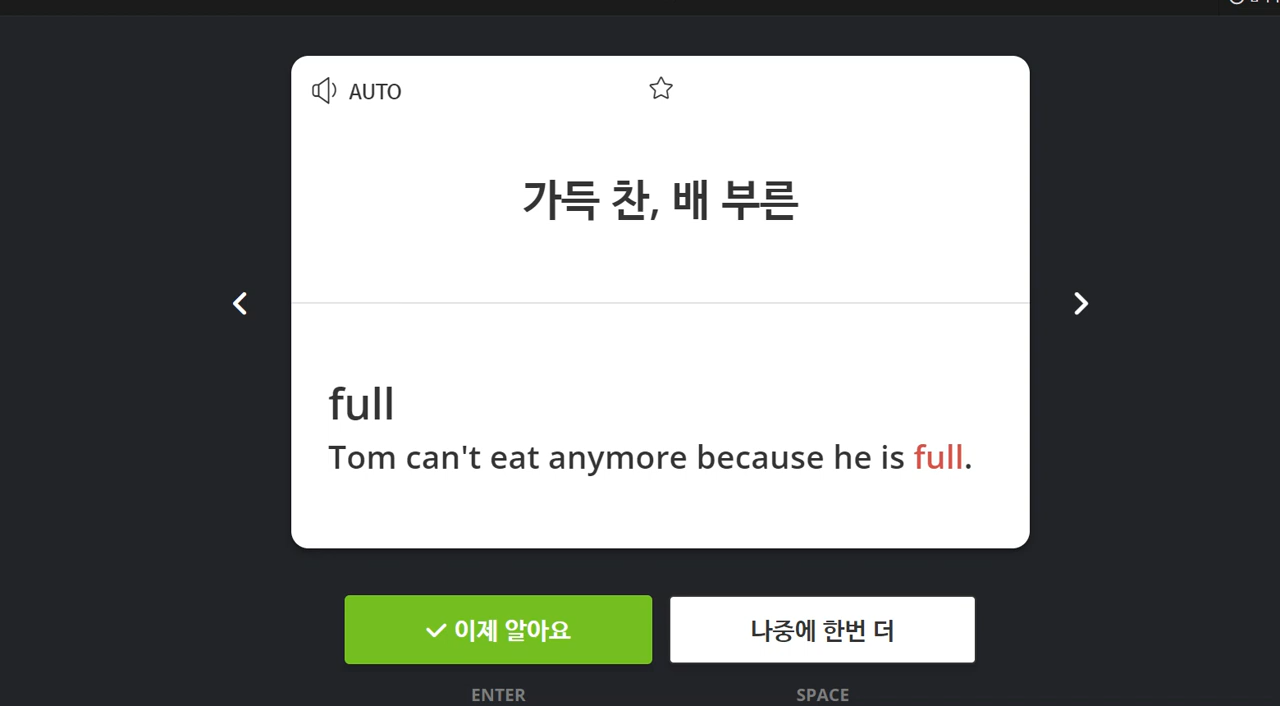 AUTO
가득 찬, 배 부른
full
Tom can't eat anymore because he is full.
이제 알아요
나중에 한번 더
ENTER
SPACE